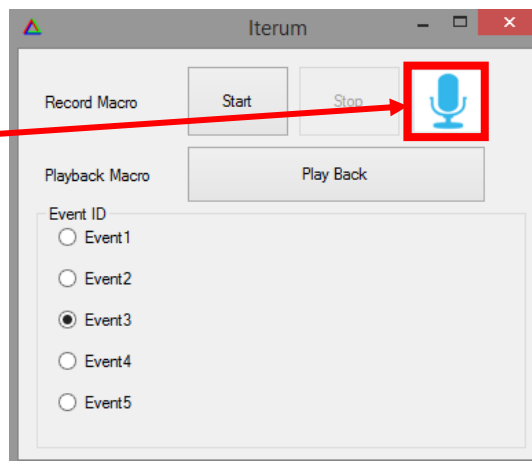 Iterum
Record Macro Start Stop
Playback Macro Play Back
Event ID
Event1
Event2
Event3
Event4
Event5